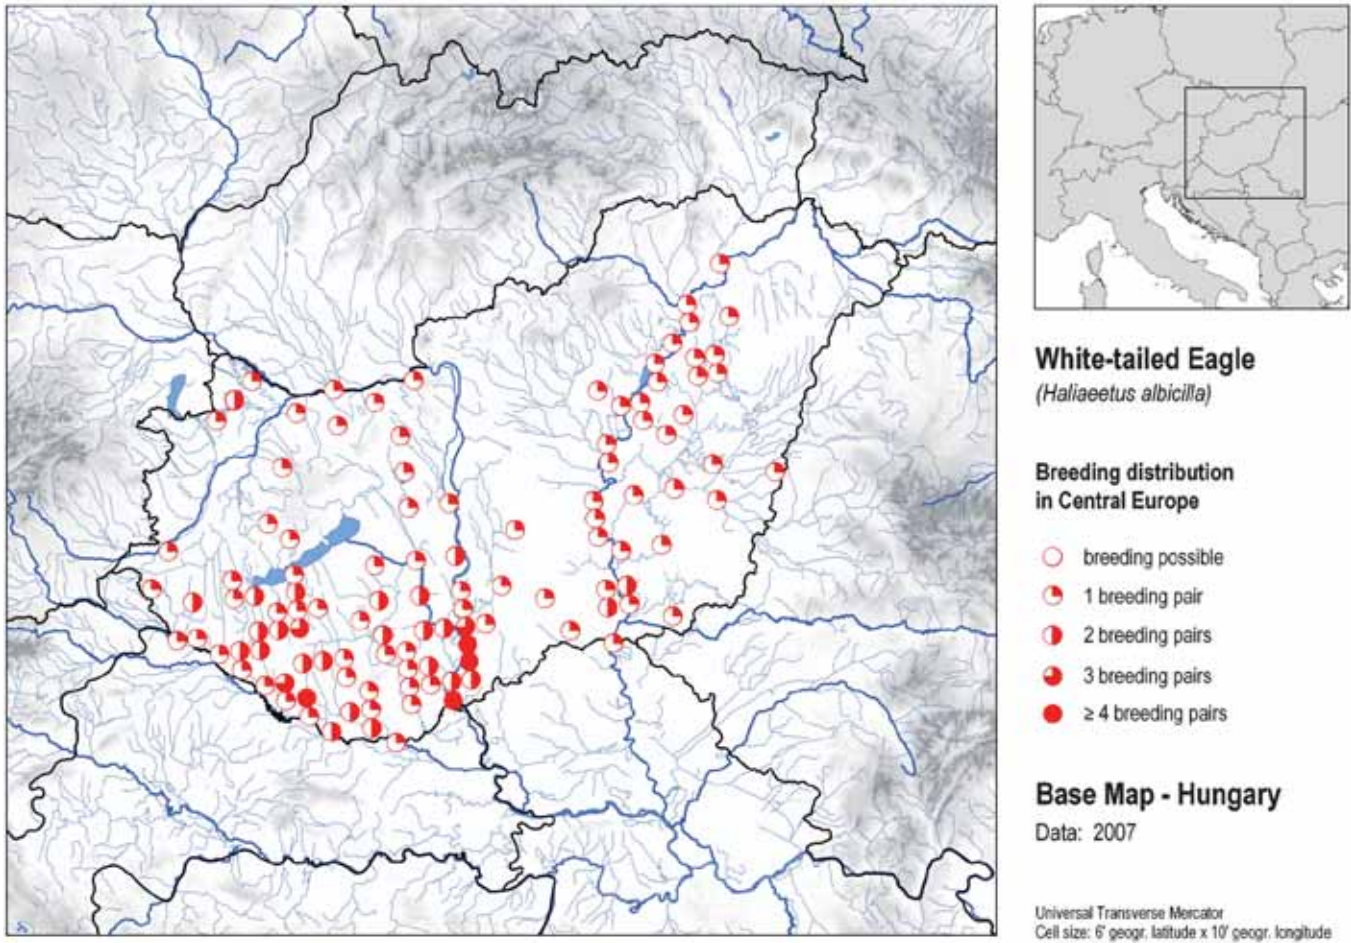 White-tailed Eagle
(Haliaeetus albicilla)
Breeding distribution
in Central Europe
breeding possible
1 breeding pair
2 breeding pairs
3 breeding pairs
≥ 4 breeding pairs
Base Map - Hungary
Data: 2007
Universal Transverse Mercator
Cell size: 6' geogr. latitude x 10' geogr. longitude